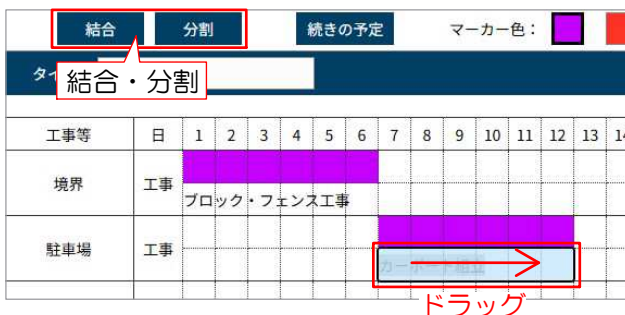 結合 分割 続きの予定 マーカー色：
タイ
結合・分割
工事等 日 1 2 3 4 5 6 7 8 9 10 11 12 13 14
境界 工事
ブロック・フェンス工事
駐車場 工事
カーポート組立
ドラッグ